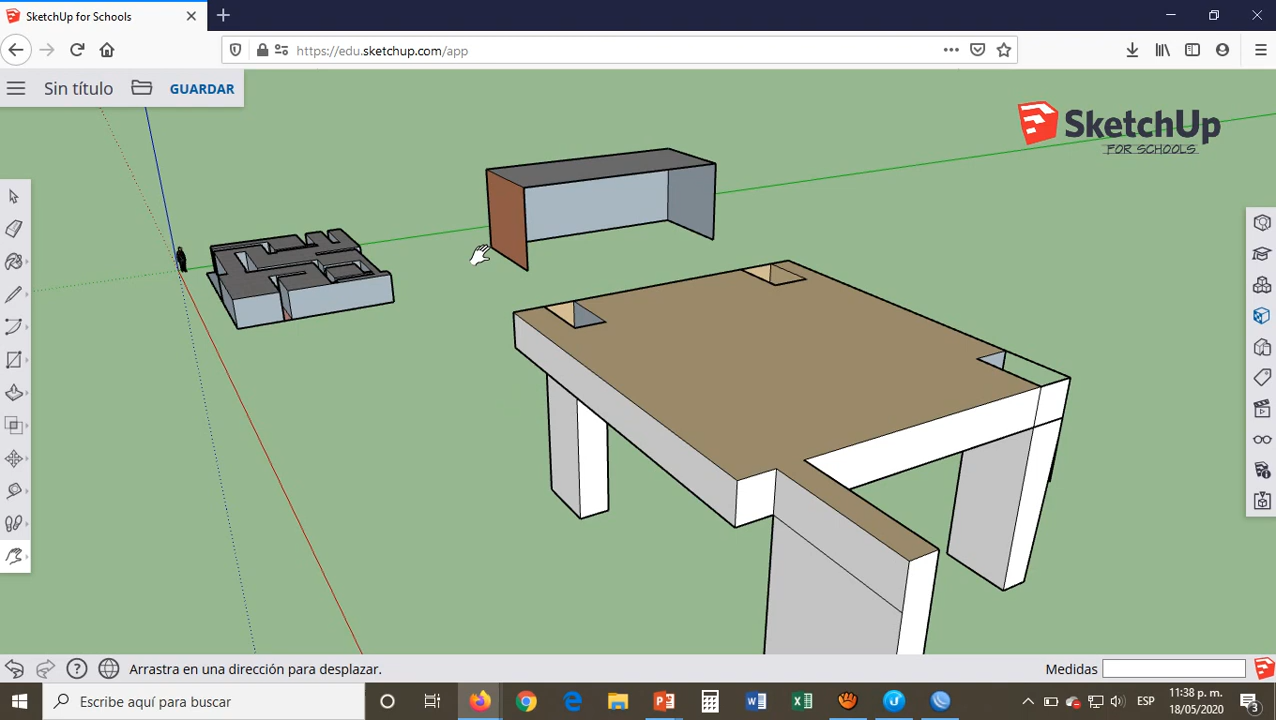 SketchUp for Schools
https://edu.sketchup.com/app
Sin título
GUARDAR
SketchUp
FOR SCHOOLS
Arrastra en una dirección para desplazar.
Medidas
Escribe aquí para buscar
ESP
11:38 p. m.
18/05/2020
3